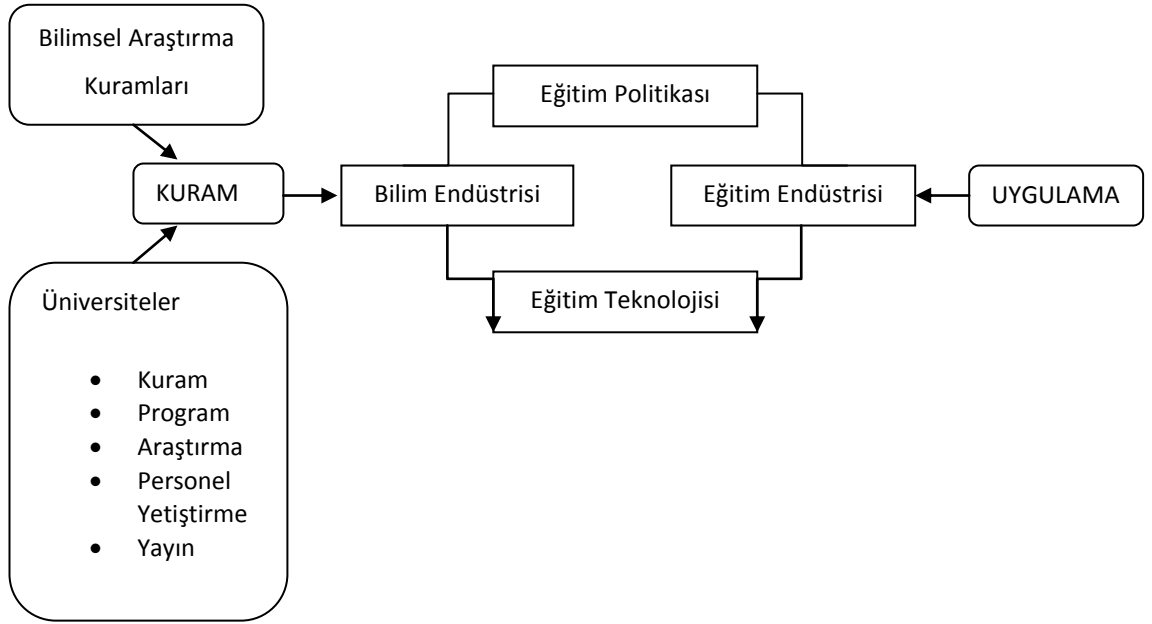 Bilimsel Araştırma
Kuramları
Eğitim Politikası
KURAM
Bilim Endüstrisi
Eğitim Endüstrisi
UYGULAMA
Eğitim Teknolojisi
Üniversiteler
• Kuram
• Program
• Araştırma
• Personel
Yetiştirme
• Yayın